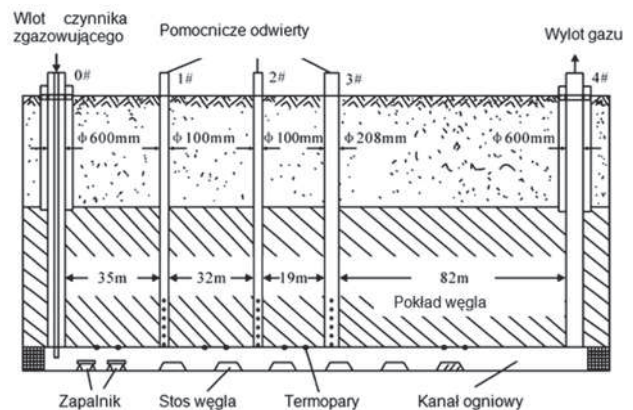 Wlot czynnika
zgazowującego
Pomocnicze odwierty
Wylot gazu
0#
1#
2#
3#
4#
ϕ600mm
ϕ100mm
ϕ100mm
ϕ208mm
ϕ600mm
35m
32m
19m
82m
Pokład węgla
Zapalnik
Stos węgla
Termopary
Kanał ogniowy